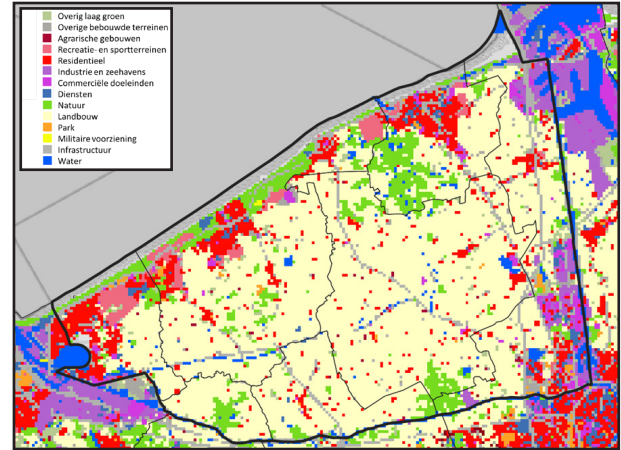 Overig laag groen
Overige bebouwde terreinen
Agrarische gebouwen
Recreatie- en sportterreinen
Residentieel
Industrie en zeehavens
Commerciële doeleinden
Diensten
Natuur
Landbouw
Park
Militaire voorziening
Infrastructuur
Water